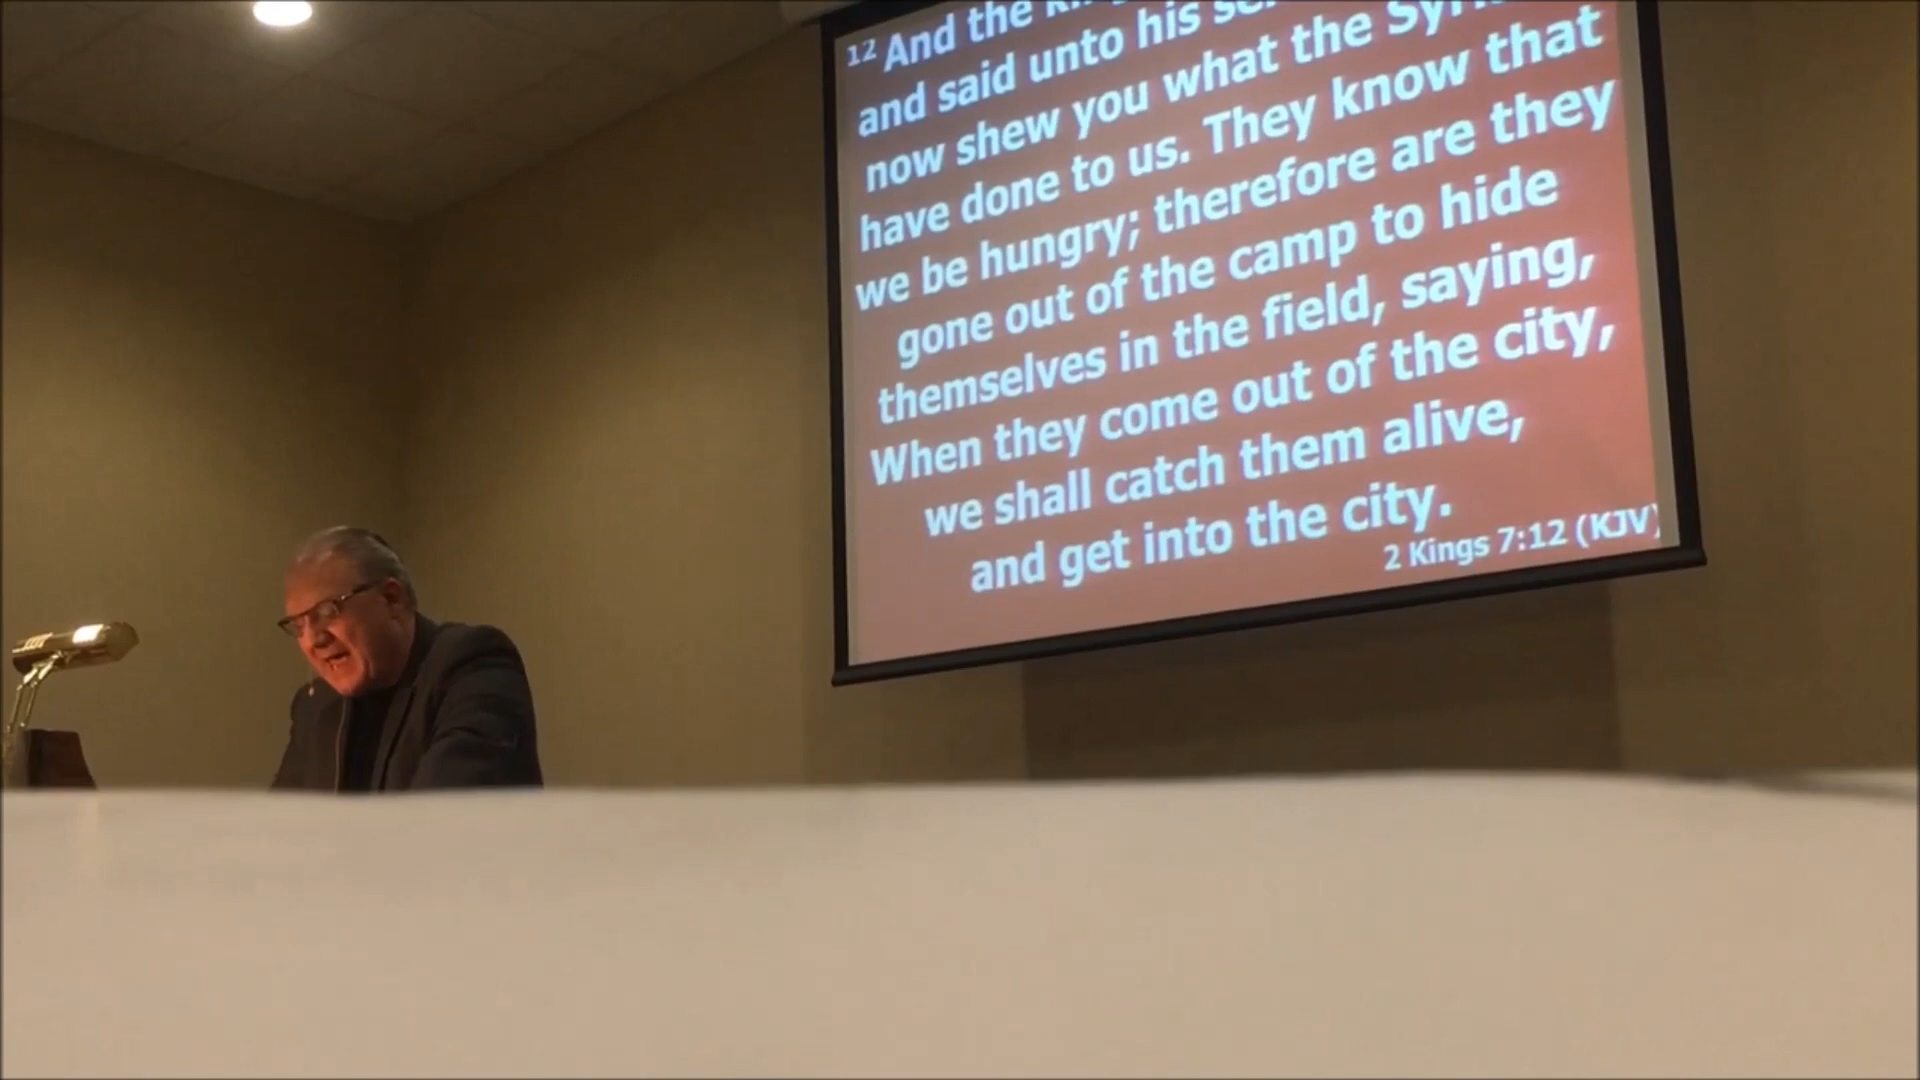 12 And the
and said unto his
now shew you what the
have done to us. They know that
we be hungry; therefore are they
gone out of the camp to hide
themselves in the field, saying,
When they come out of the city,
we shall catch them alive,
and get into the city.
2 Kings 7:12 (KJV)